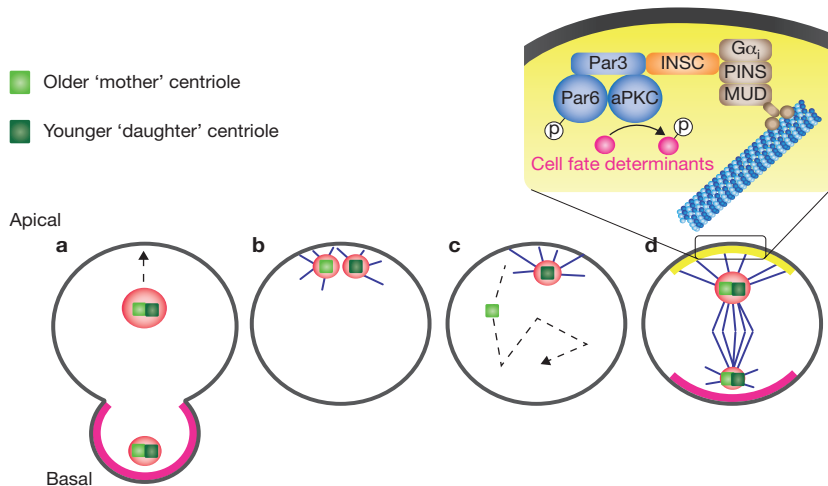 Older ‘mother’ centriole
Younger ‘daughter’ centriole
Par3
INSC
Gαi
PINS
MUD
Par6
aPKC
p
p
Cell fate determinants
Apical
a
b
c
d
Basal